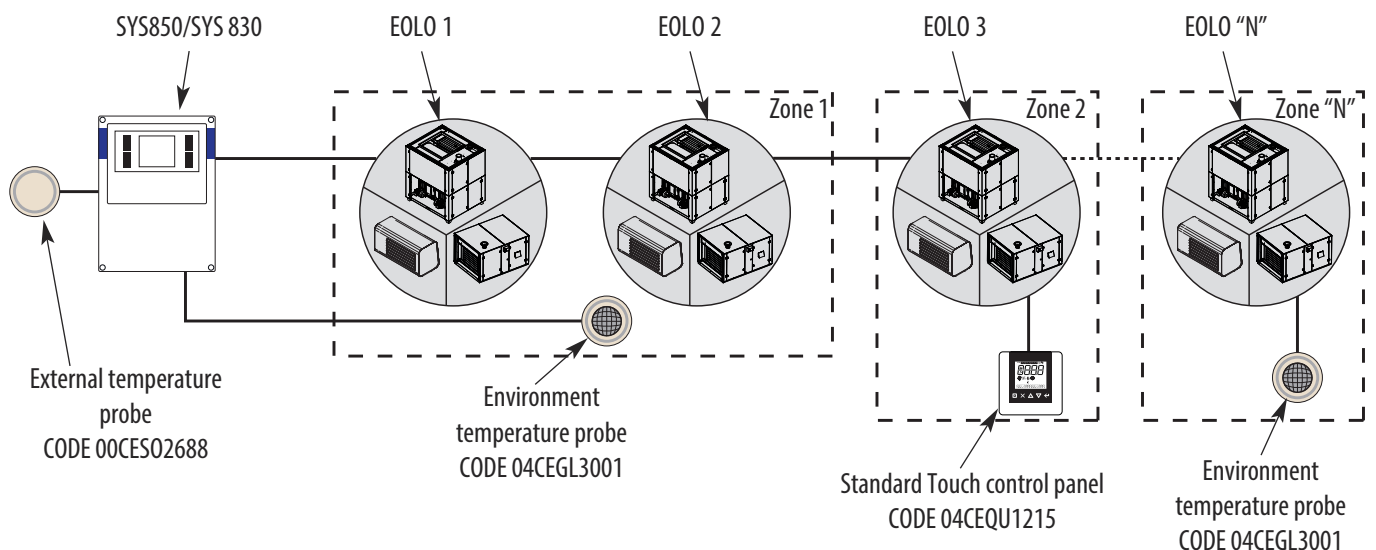 SYS850/SYS 830
EOLO 1
EOLO 2
EOLO 3
EOLO “N”
Zone 1
Zone 2
Zone “N”
External temperature
probe
CODE 00CESO2688
Environment
temperature probe
CODE 04CEGL3001
Standard Touch control panel
CODE 04CEQU1215
Environment
temperature probe
CODE 04CEGL3001